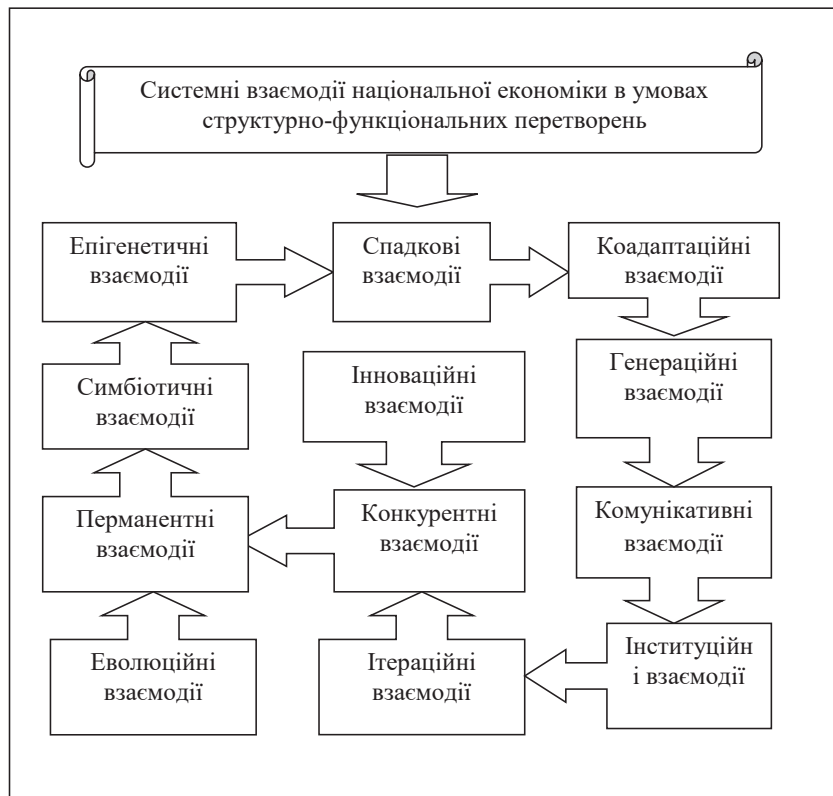 Системні взаємодії національної економіки в умовах
структурно-функціональних перетворень
Епігенетичні
взаємодії
Спадкові
взаємодії
Коадаптаційні
взаємодії
Симбіотичні
взаємодії
Інноваційні
взаємодії
Генераційні
взаємодії
Перманентні
взаємодії
Конкурентні
взаємодії
Комунікативні
взаємодії
Еволюційні
взаємодії
Ітераційні
взаємодії
Інституційн
і взаємодії